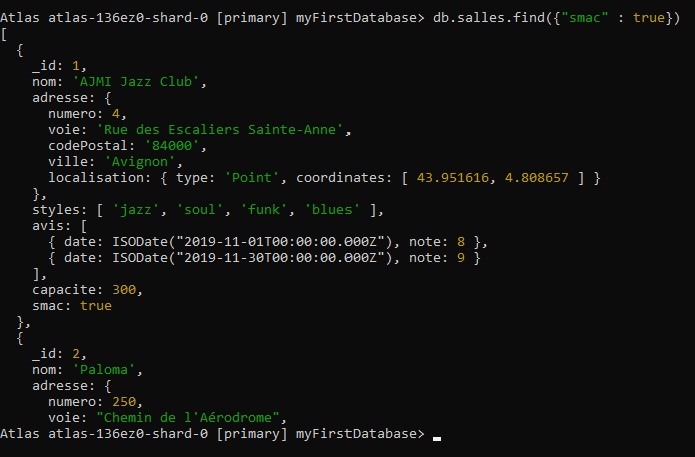 Atlas atlas-136ez0-shard-0 [primary] myFirstDatabase> db.salles.find({"smac" : true})
[
  {
    _id: 1,
    nom: 'AJMI Jazz Club',
    adresse: {
      numero: 4,
      voie: 'Rue des Escaliers Sainte-Anne',
      codePostal: '84000',
      ville: 'Avignon',
      localisation: { type: 'Point', coordinates: [ 43.951616, 4.808657 ] }
    },
    styles: [ 'jazz', 'soul', 'funk', 'blues' ],
    avis: [
      { date: ISODate("2019-11-01T00:00:00.000Z"), note: 8 },
      { date: ISODate("2019-11-30T00:00:00.000Z"), note: 9 }
    ],
    capacite: 300,
    smac: true
  },
  {
    _id: 2,
    nom: 'Paloma',
    adresse: {
      numero: 250,
      voie: "Chemin de l'Aérodrome",
Atlas atlas-136ez0-shard-0 [primary] myFirstDatabase>